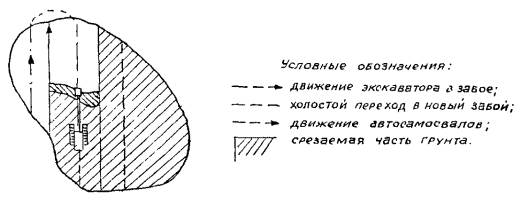 Условные обозначения:
движение экскаватора в забое;
холостой переход в новый забой;
движение автосамосвалов;
срезаемая часть грунта.